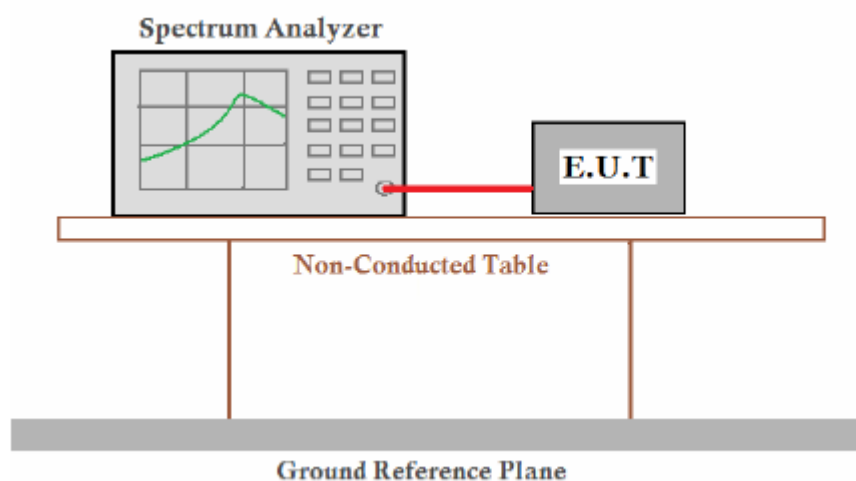 Spectrum Analyzer
E.U.T
Non-Conducted Table
Ground Reference Plane